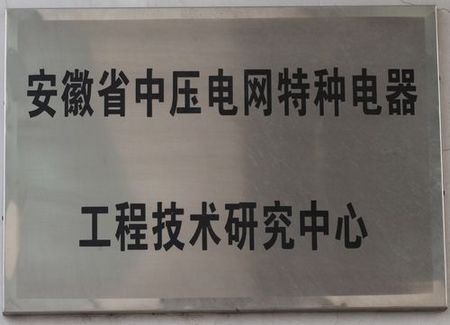 安徽省中压电网特种电器
工程技术研究中心